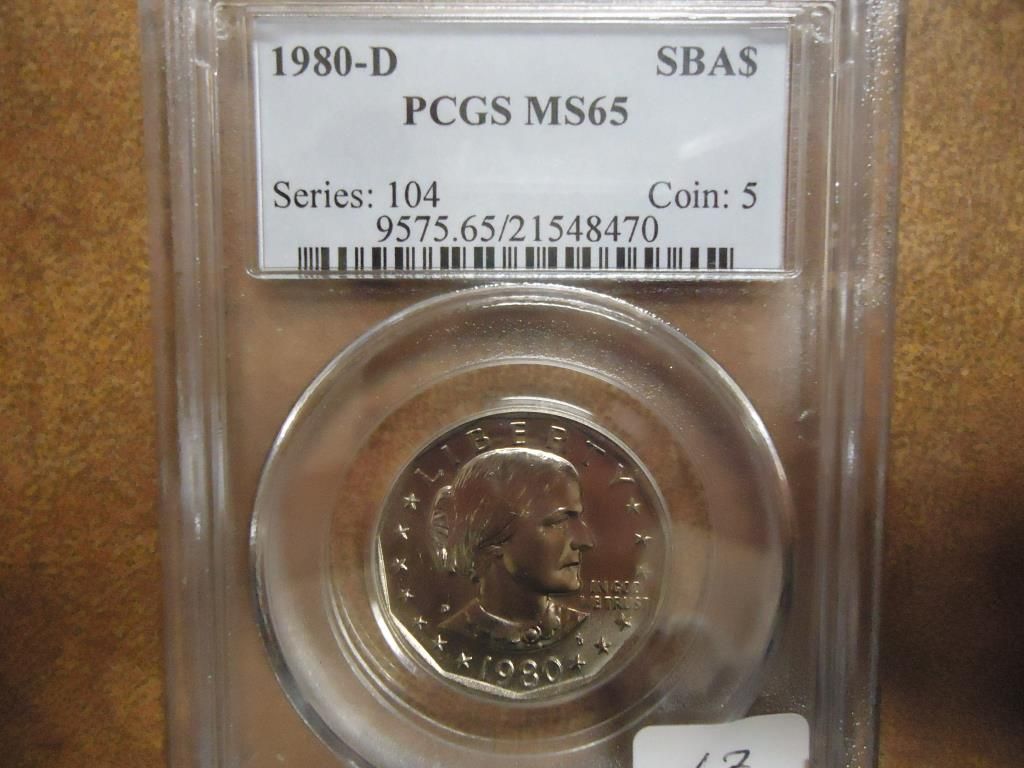 1980-D SBA$
PCGS MS65
Series: 104 Coin: 5
9575.65/21548470
LIBERTY
IN GOD
WE TRUST
D
1980